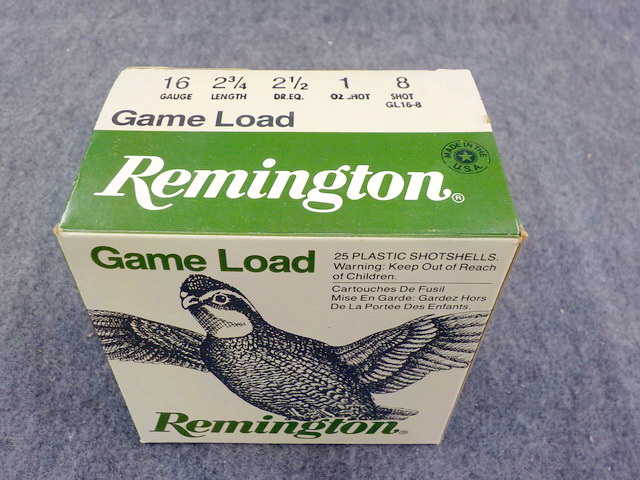 16 2¾ 2½ 1 8
GAUGE LENGTH DR.EQ. OZ. SHOT SHOT
GL16-8
Game Load
Remington®
MADE IN THE U.S.A.
Game Load
25 PLASTIC SHOTSHELLS.
Warning: Keep Out of Reach
of Children.
Cartouches De Fusil
Mise En Garde: Gardez Hors
De La Portée Des Enfants.
Remington®